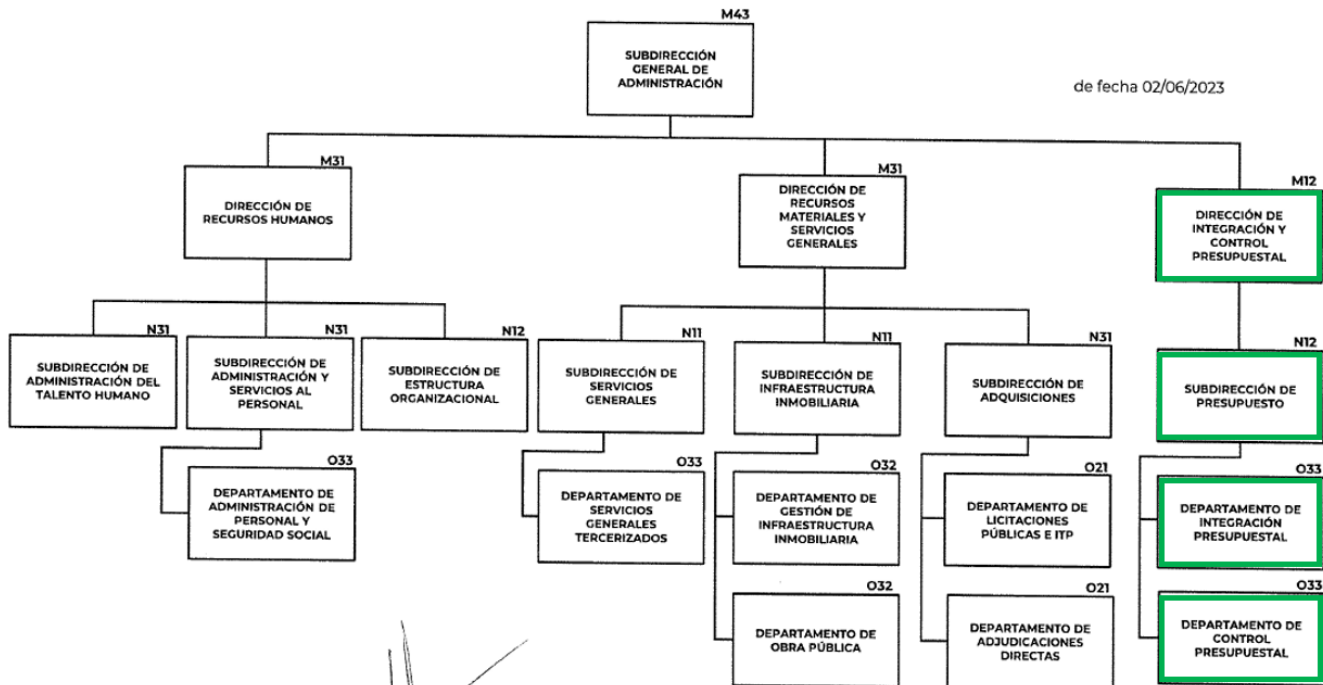 M43
SUBDIRECCIÓN
GENERAL DE
ADMINISTRACIÓN
de fecha 02/06/2023
M31
DIRECCIÓN DE
RECURSOS HUMANOS
M31
DIRECCIÓN DE
RECURSOS
MATERIALES Y
SERVICIOS
GENERALES
M12
DIRECCIÓN DE
INTEGRACIÓN Y
CONTROL
PRESUPUESTAL
N31
SUBDIRECCIÓN DE
ADMINISTRACIÓN DEL
TALENTO HUMANO
N31
SUBDIRECCIÓN DE
ADMINISTRACIÓN Y
SERVICIOS AL
PERSONAL
N12
SUBDIRECCIÓN DE
ESTRUCTURA
ORGANIZACIONAL
N11
SUBDIRECCIÓN DE
SERVICIOS
GENERALES
N11
SUBDIRECCIÓN DE
INFRAESTRUCTURA
INMOBILIARIA
N31
SUBDIRECCIÓN DE
ADQUISICIONES
N12
SUBDIRECCIÓN DE
PRESUPUESTO
O33
DEPARTAMENTO DE
ADMINISTRACIÓN DE
PERSONAL Y
SEGURIDAD SOCIAL
O33
DEPARTAMENTO DE
SERVICIOS
GENERALES
TERCERIZADOS
O32
DEPARTAMENTO DE
GESTIÓN DE
INFRAESTRUCTURA
INMOBILIARIA
O21
DEPARTAMENTO DE
LICITACIONES
PÚBLICAS E ITP
O33
DEPARTAMENTO DE
INTEGRACIÓN
PRESUPUESTAL
O32
DEPARTAMENTO DE
OBRA PÚBLICA
O21
DEPARTAMENTO DE
ADJUDICACIONES
DIRECTAS
O33
DEPARTAMENTO DE
CONTROL
PRESUPUESTAL